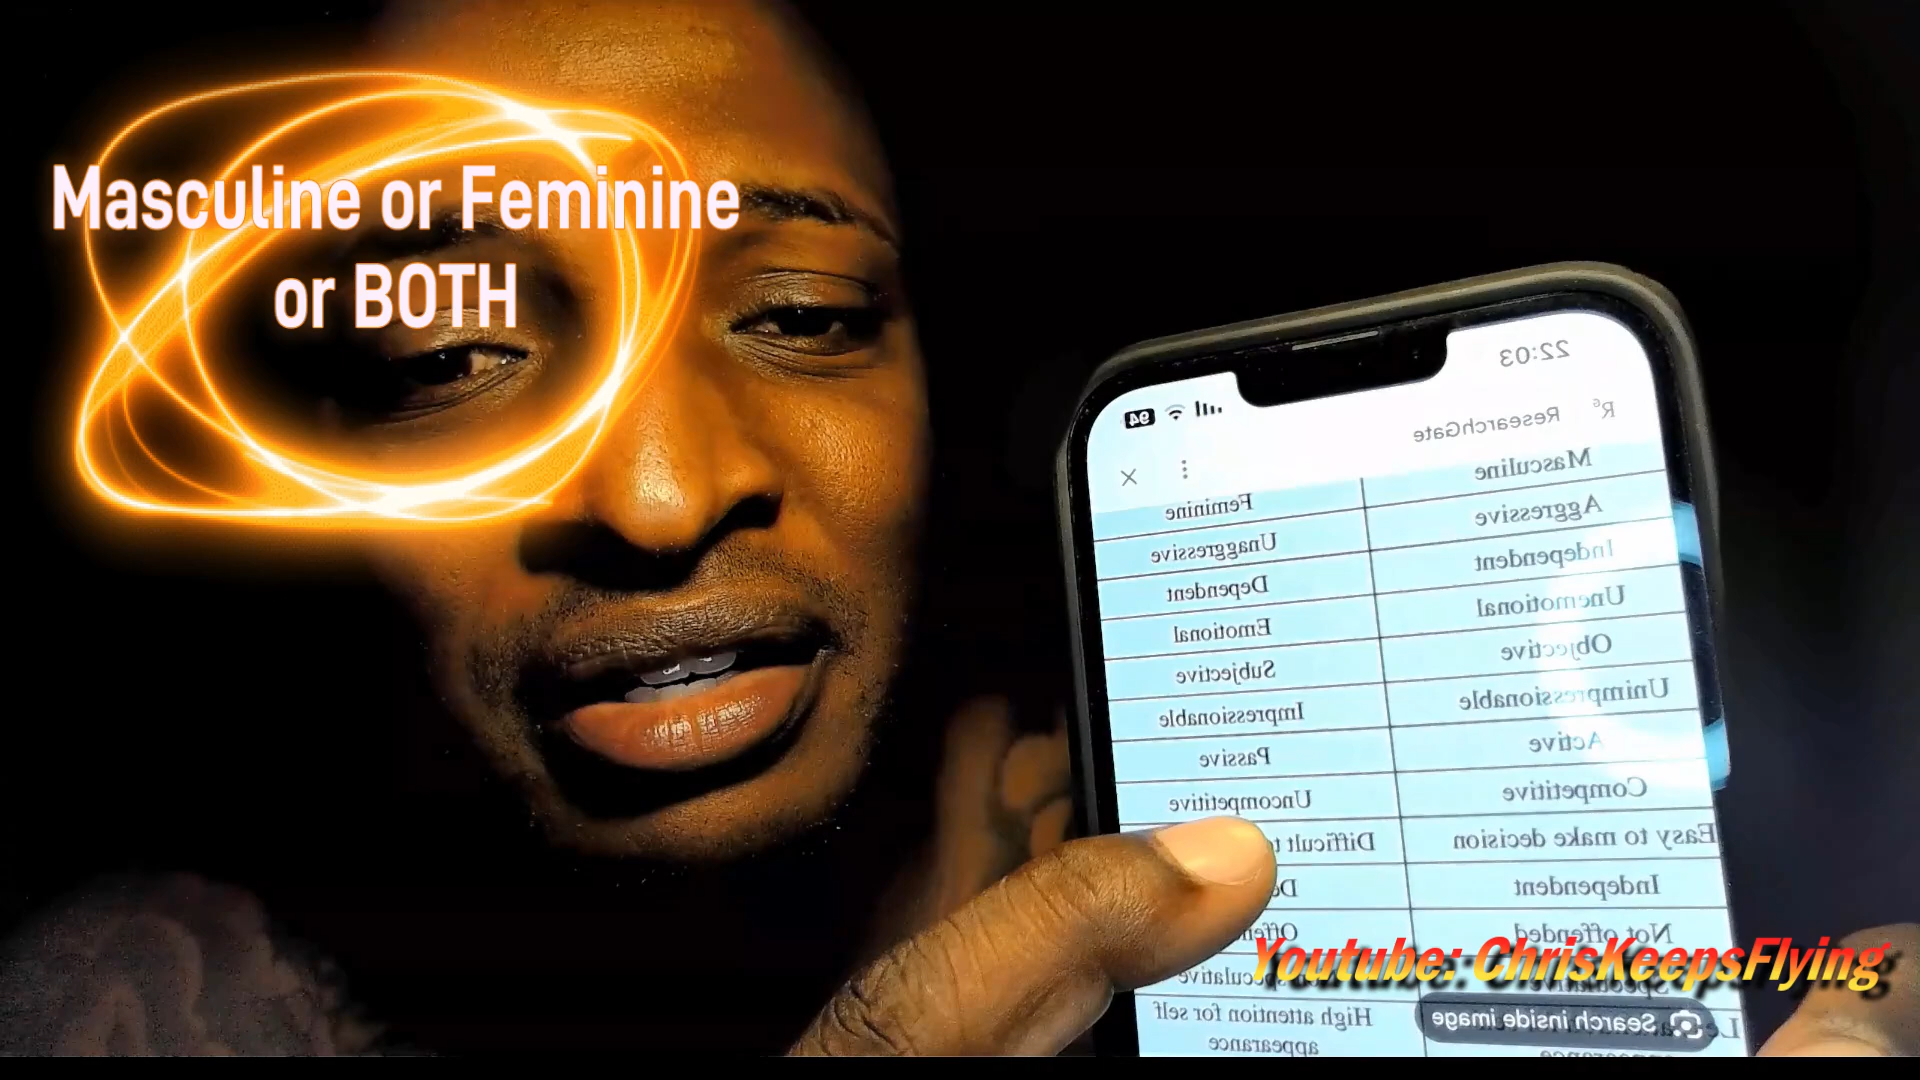 Masculine or Feminine
or BOTH
22:03
94
ResearchGate
Masculine
Feminine
Aggressive
Unaggressive
Independent
Dependent
Unemotional
Emotional
Objective
Subjective
Unimpressionable
Impressionable
Active
Passive
Competitive
Uncompetitive
Easy to make decision
Difficult
Independent
Not offended
Youtube: ChrisKeepsFlying
High attention for self
appearance
Search inside image